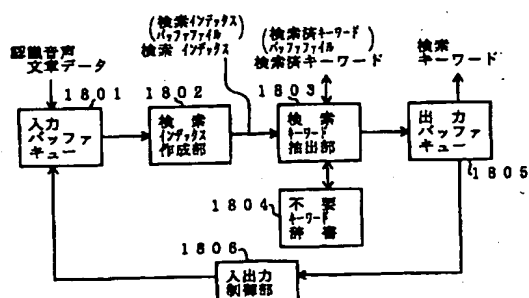 認識音声
文章データ
(検索インデックス
バッファファイル)
検索 インデックス
(検索済キーワード
バッファファイル)
検索済キーワード
検索
キーワード
1801
入力
バッファ
キュー
1802
検索
インデックス
作成部
1803
検索
キーワード
抽出部
出力
バッファ
キュー
1805
1804
不要
キーワード
辞書
1806
入出力
制御部